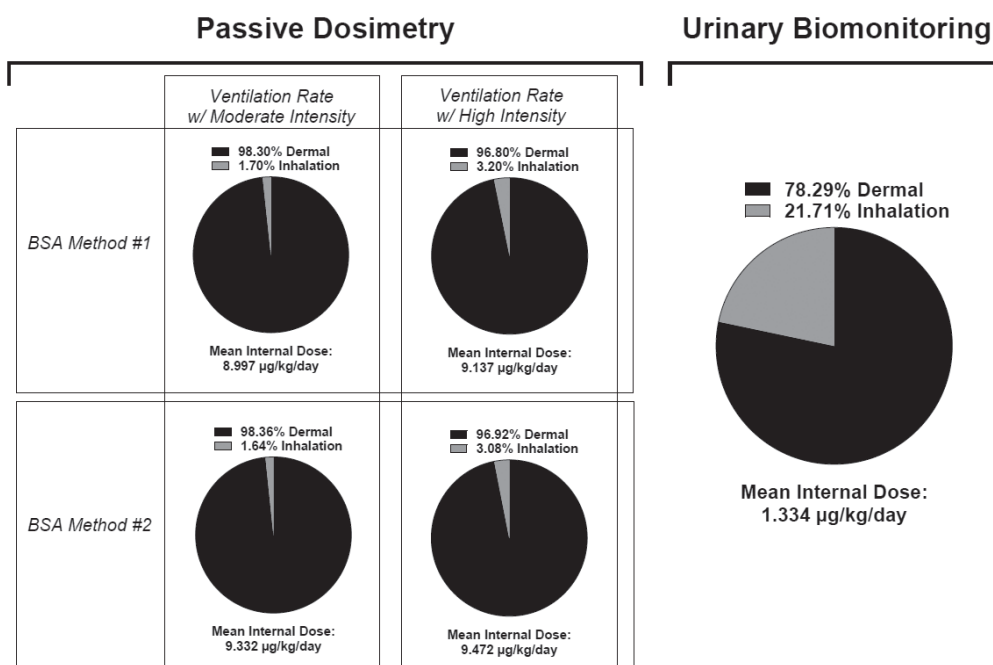 Passive Dosimetry
Urinary Biomonitoring
Ventilation Rate
w/ Moderate Intensity
Ventilation Rate
w/ High Intensity
BSA Method #1
98.30% Dermal
1.70% Inhalation
Mean Internal Dose:
8.997 µg/kg/day
96.80% Dermal
3.20% Inhalation
Mean Internal Dose:
9.137 µg/kg/day
BSA Method #2
98.36% Dermal
1.64% Inhalation
Mean Internal Dose:
9.332 µg/kg/day
96.92% Dermal
3.08% Inhalation
Mean Internal Dose:
9.472 µg/kg/day
78.29% Dermal
21.71% Inhalation
Mean Internal Dose:
1.334 µg/kg/day